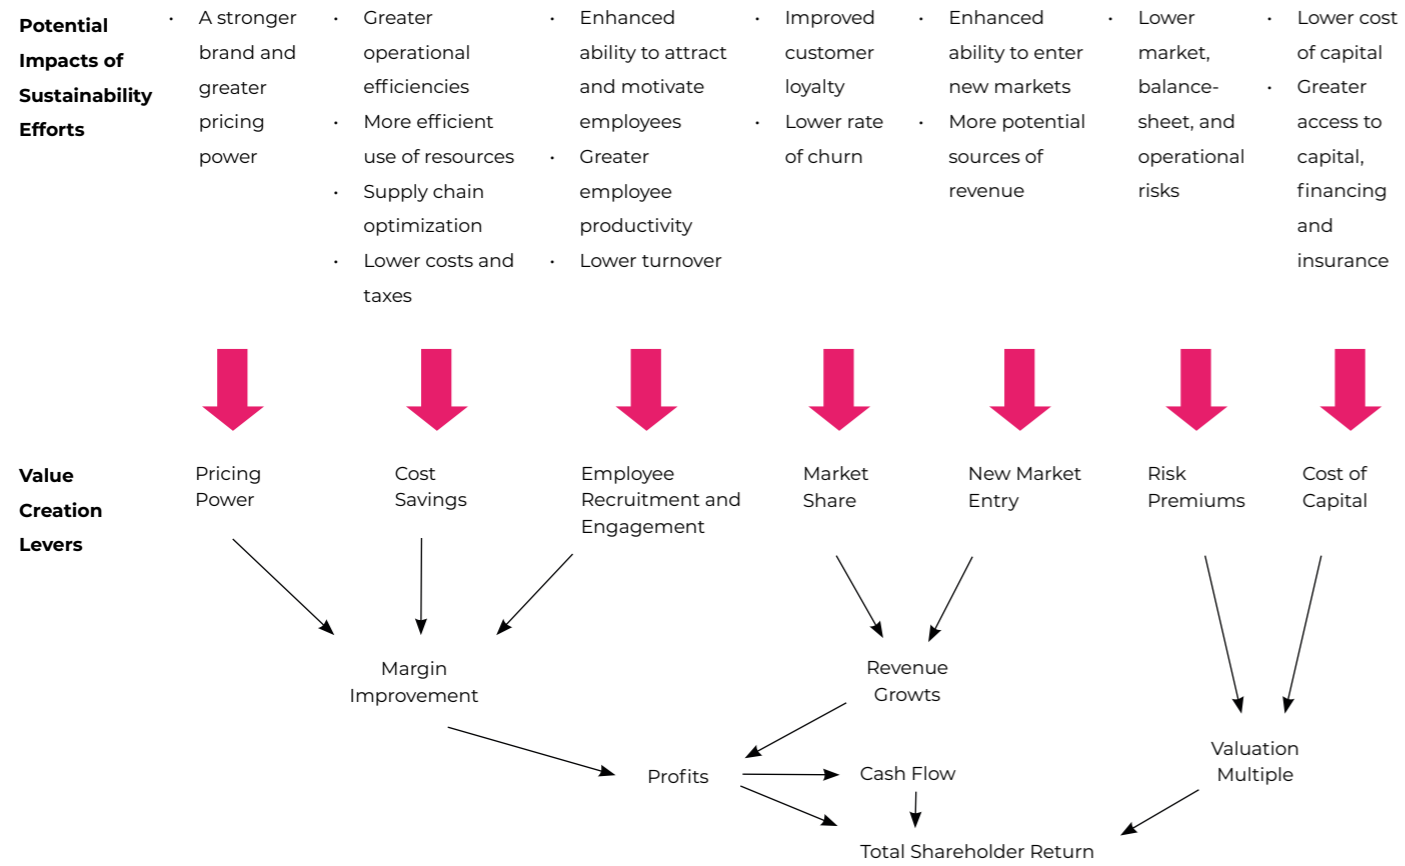 Potential
Impacts of
Sustainability
Efforts
• A stronger
brand and
greater
pricing
power
• Greater
operational
efficiencies
• More efficient
use of resources
• Supply chain
optimization
• Lower costs and
taxes
• Enhanced
ability to attract
and motivate
employees
• Greater
employee
productivity
• Lower turnover
• Improved
customer
loyalty
• Lower rate
of churn
• Enhanced
ability to enter
new markets
• More potential
sources of
revenue
• Lower
market,
balance-
sheet, and
operational
risks
• Lower cost
of capital
• Greater
access to
capital,
financing
and
insurance
Value
Creation
Levers
Pricing
Power
Cost
Savings
Employee
Recruitment and
Engagement
Market
Share
New Market
Entry
Risk
Premiums
Cost of
Capital
Margin
Improvement
Revenue
Growts
Valuation
Multiple
Profits
Cash Flow
Total Shareholder Return